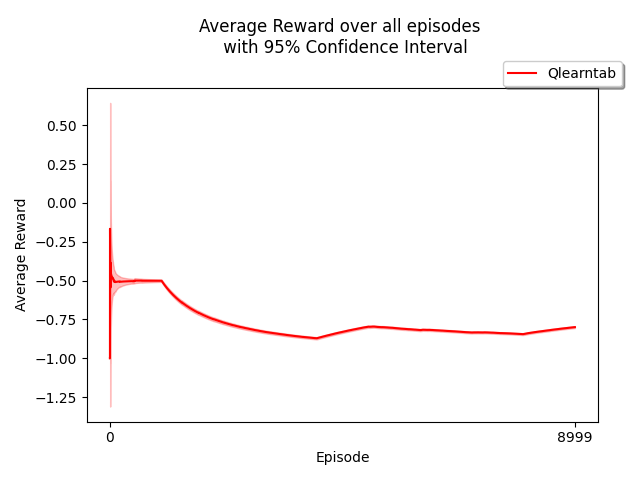 Average Reward over all episodes
with 95% Confidence Interval
Qlearntab
0.50
0.25
0.00
−0.25
−0.50
−0.75
−1.00
−1.25
Average Reward
0
8999
Episode